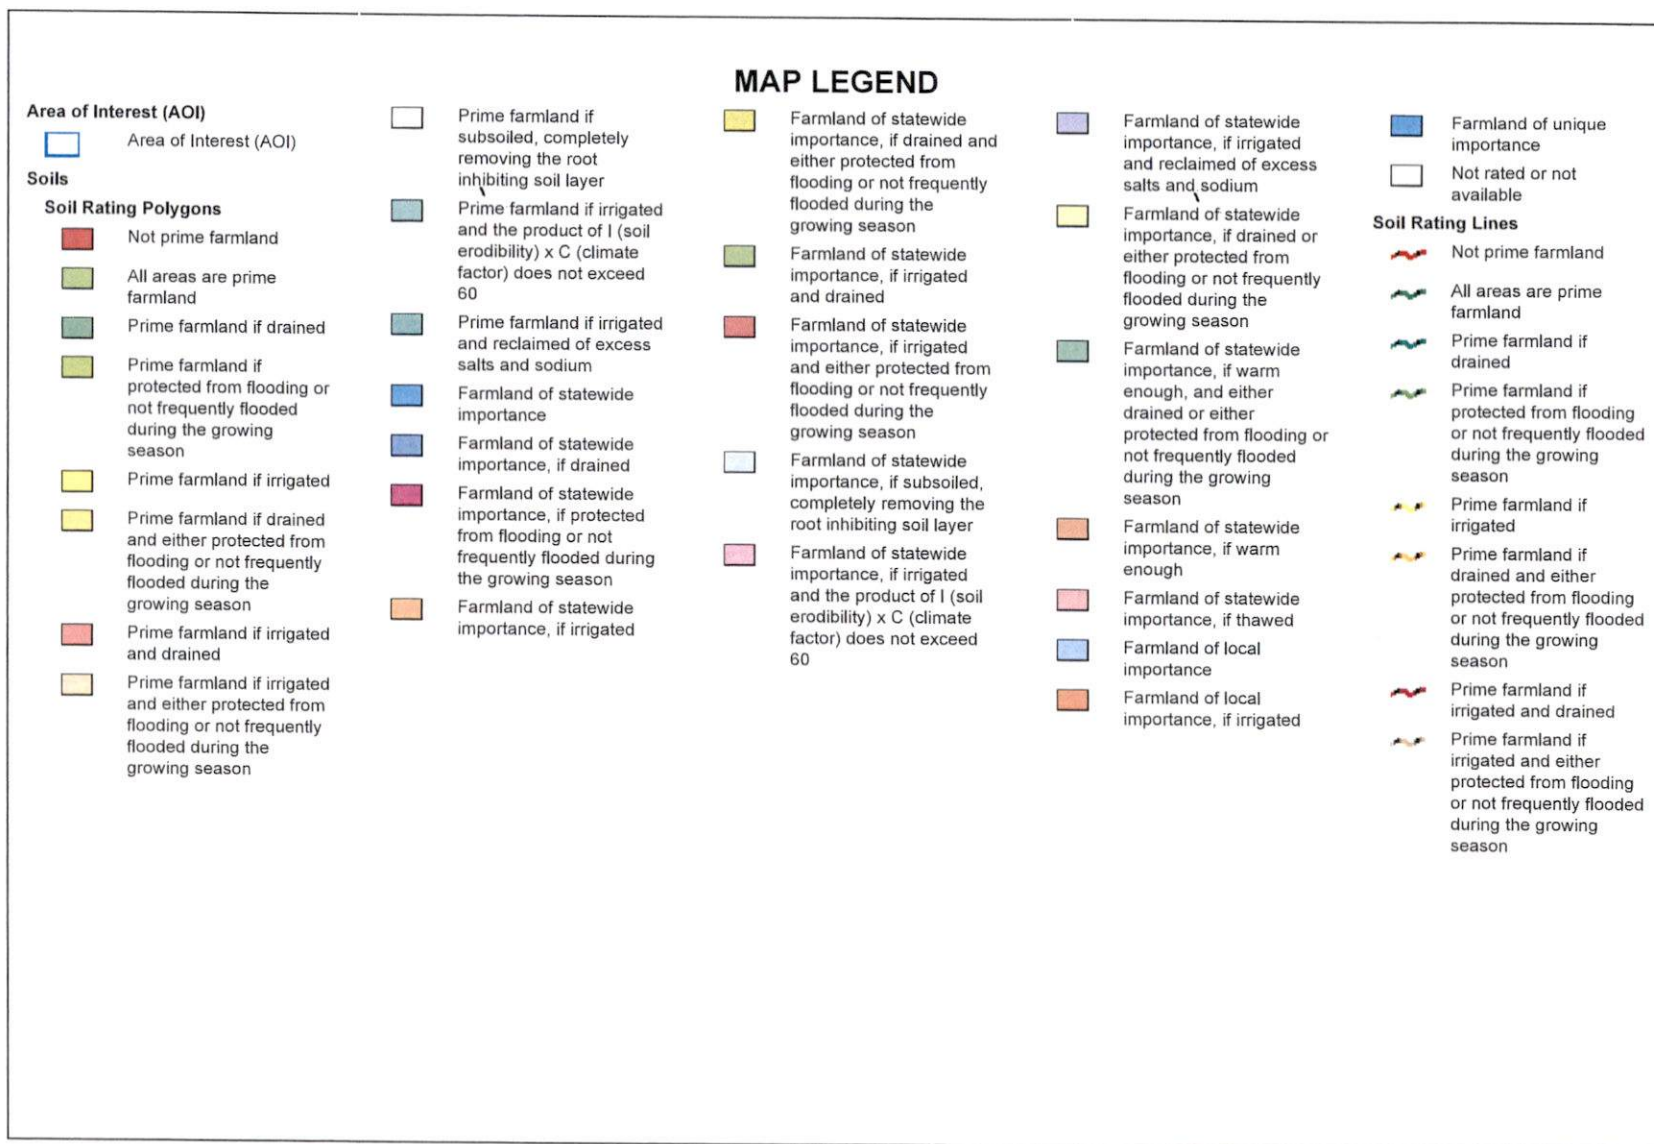 MAP LEGEND
Area of Interest (AOI)
Area of Interest (AOI)
Soils
Soil Rating Polygons
Not prime farmland
All areas are prime
farmland
Prime farmland if drained
Prime farmland if
protected from flooding or
not frequently flooded
during the growing
season
Prime farmland if irrigated
Prime farmland if drained
and either protected from
flooding or not frequently
flooded during the
growing season
Prime farmland if irrigated
and drained
Prime farmland if irrigated
and either protected from
flooding or not frequently
flooded during the
growing season
Prime farmland if
subsoiled, completely
removing the root
inhibiting soil layer
Prime farmland if irrigated
and the product of I (soil
erodibility) x C (climate
factor) does not exceed
60
Prime farmland if irrigated
and reclaimed of excess
salts and sodium
Farmland of statewide
importance
Farmland of statewide
importance, if drained
Farmland of statewide
importance, if protected
from flooding or not
frequently flooded during
the growing season
Farmland of statewide
importance, if irrigated
Farmland of statewide
importance, if drained and
either protected from
flooding or not frequently
flooded during the
growing season
Farmland of statewide
importance, if irrigated
and drained
Farmland of statewide
importance, if irrigated
and either protected from
flooding or not frequently
flooded during the
growing season
Farmland of statewide
importance, if subsoiled,
completely removing the
root inhibiting soil layer
Farmland of statewide
importance, if irrigated
and the product of I (soil
erodibility) x C (climate
factor) does not exceed
60
Farmland of statewide
importance, if irrigated
and reclaimed of excess
salts and sodium
Farmland of statewide
importance, if drained or
either protected from
flooding or not frequently
flooded during the
growing season
Farmland of statewide
importance, if warm
enough, and either
drained or either
protected from flooding or
not frequently flooded
during the growing
season
Farmland of statewide
importance, if warm
enough
Farmland of statewide
importance, if thawed
Farmland of local
importance
Farmland of local
importance, if irrigated
Farmland of unique
importance
Not rated or not
available
Soil Rating Lines
Not prime farmland
All areas are prime
farmland
Prime farmland if
drained
Prime farmland if
protected from flooding
or not frequently flooded
during the growing
season
Prime farmland if
irrigated
Prime farmland if
drained and either
protected from flooding
or not frequently flooded
during the growing
season
Prime farmland if
irrigated and drained
Prime farmland if
irrigated and either
protected from flooding
or not frequently flooded
during the growing
season